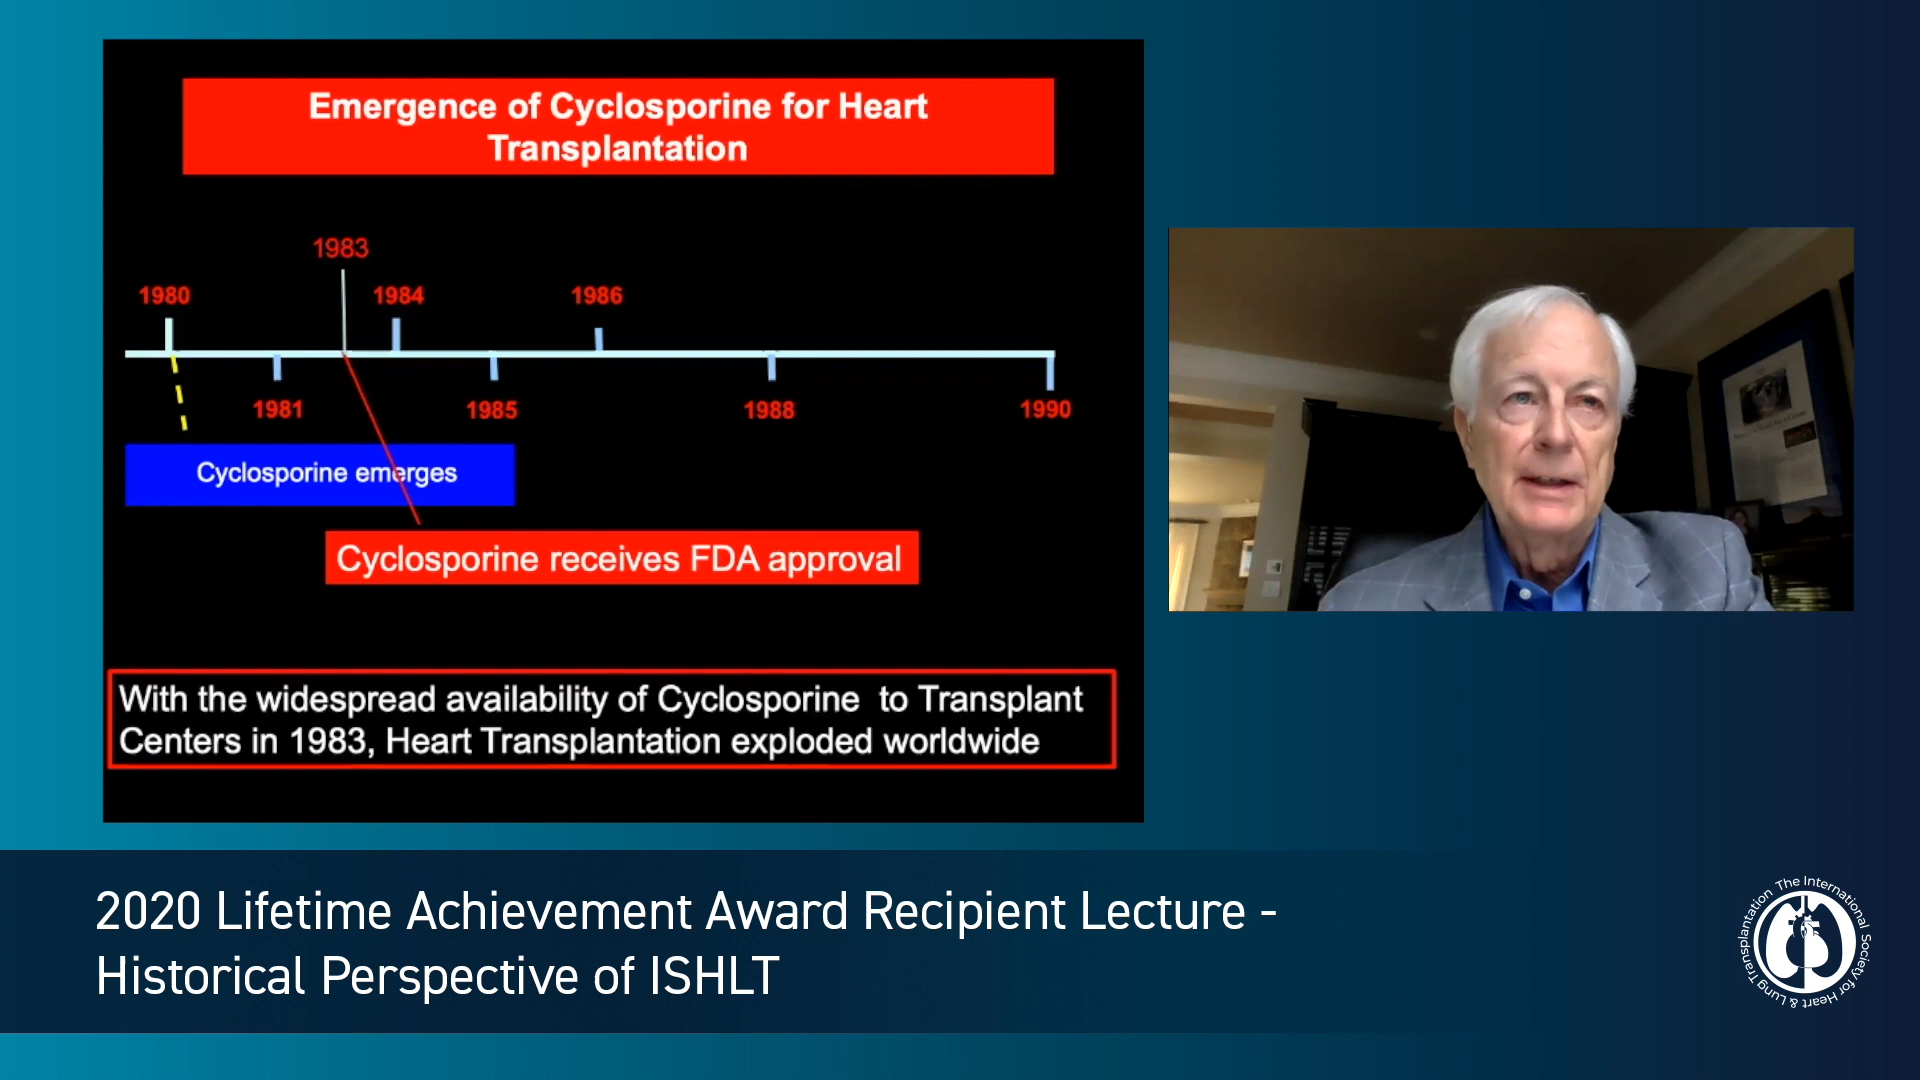 Emergence of Cyclosporine for Heart
Transplantation
1983
1980
1984
1986
1981
1985
1988
1990
Cyclosporine emerges
Cyclosporine receives FDA approval
With the widespread availability of Cyclosporine to Transplant
Centers in 1983, Heart Transplantation exploded worldwide
2020 Lifetime Achievement Award Recipient Lecture -
Historical Perspective of ISHLT
The International Society for Heart & Lung Transplantation